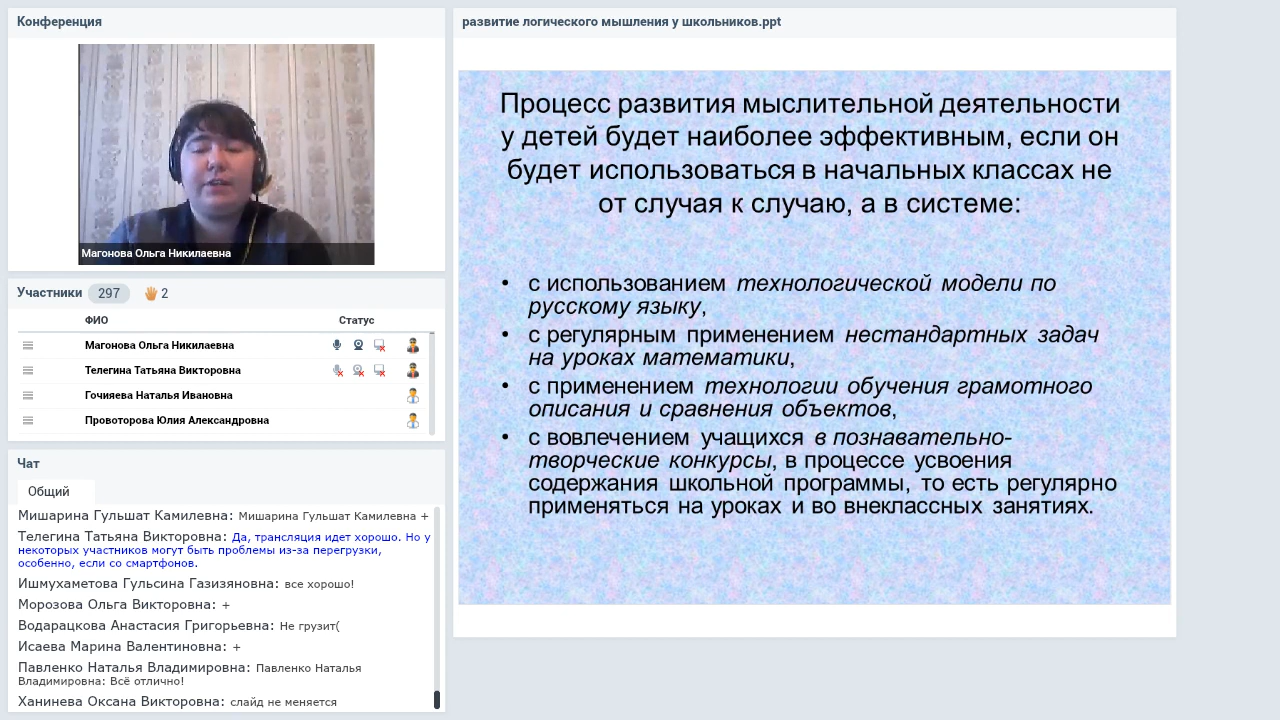 Конференция
Магонова Ольга Никилаевна
Участники 297 2
ФИО Статус
Магонова Ольга Никилаевна
Телегина Татьяна Викторовна
Гочияева Наталья Ивановна
Провоторова Юлия Александровна
Чат
Общий
Мишарина Гульшат Камилевна: Мишарина Гульшат Камилевна +
Телегина Татьяна Викторовна: Да, трансляция идет хорошо. Но у
некоторых участников могут быть проблемы из-за перегрузки,
особенно, если со смартфонов.
Ишмухаметова Гульсина Газизяновна: все хорошо!
Морозова Ольга Викторовна: +
Водарацкова Анастасия Григорьевна: Не грузит(
Исаева Марина Валентиновна: +
Павленко Наталья Владимировна: Павленко Наталья
Владимировна: Всё отлично!
Ханинева Оксана Викторовна: слайд не меняется
развитие логического мышления у школьников.ppt
Процесс развития мыслительной деятельности
у детей будет наиболее эффективным, если он
будет использоваться в начальных классах не
от случая к случаю, а в системе:
• с использованием технологической модели по
русскому языку,
• с регулярным применением нестандартных задач
на уроках математики,
• с применением технологии обучения грамотного
описания и сравнения объектов,
• с вовлечением учащихся в познавательно-
творческие конкурсы, в процессе усвоения
содержания школьной программы, то есть регулярно
применяться на уроках и во внеклассных занятиях.